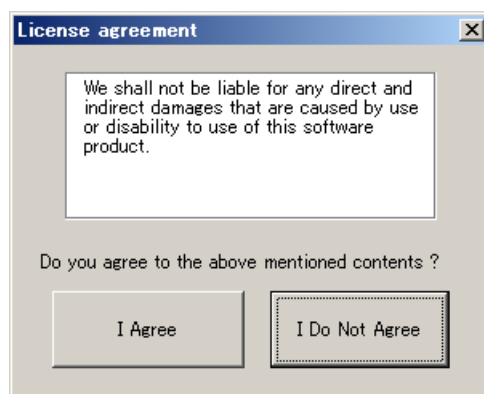 License agreement
We shall not be liable for any direct and
indirect damages that are caused by use
or disability to use of this software
product.
Do you agree to the above mentioned contents ?
I Agree
I Do Not Agree